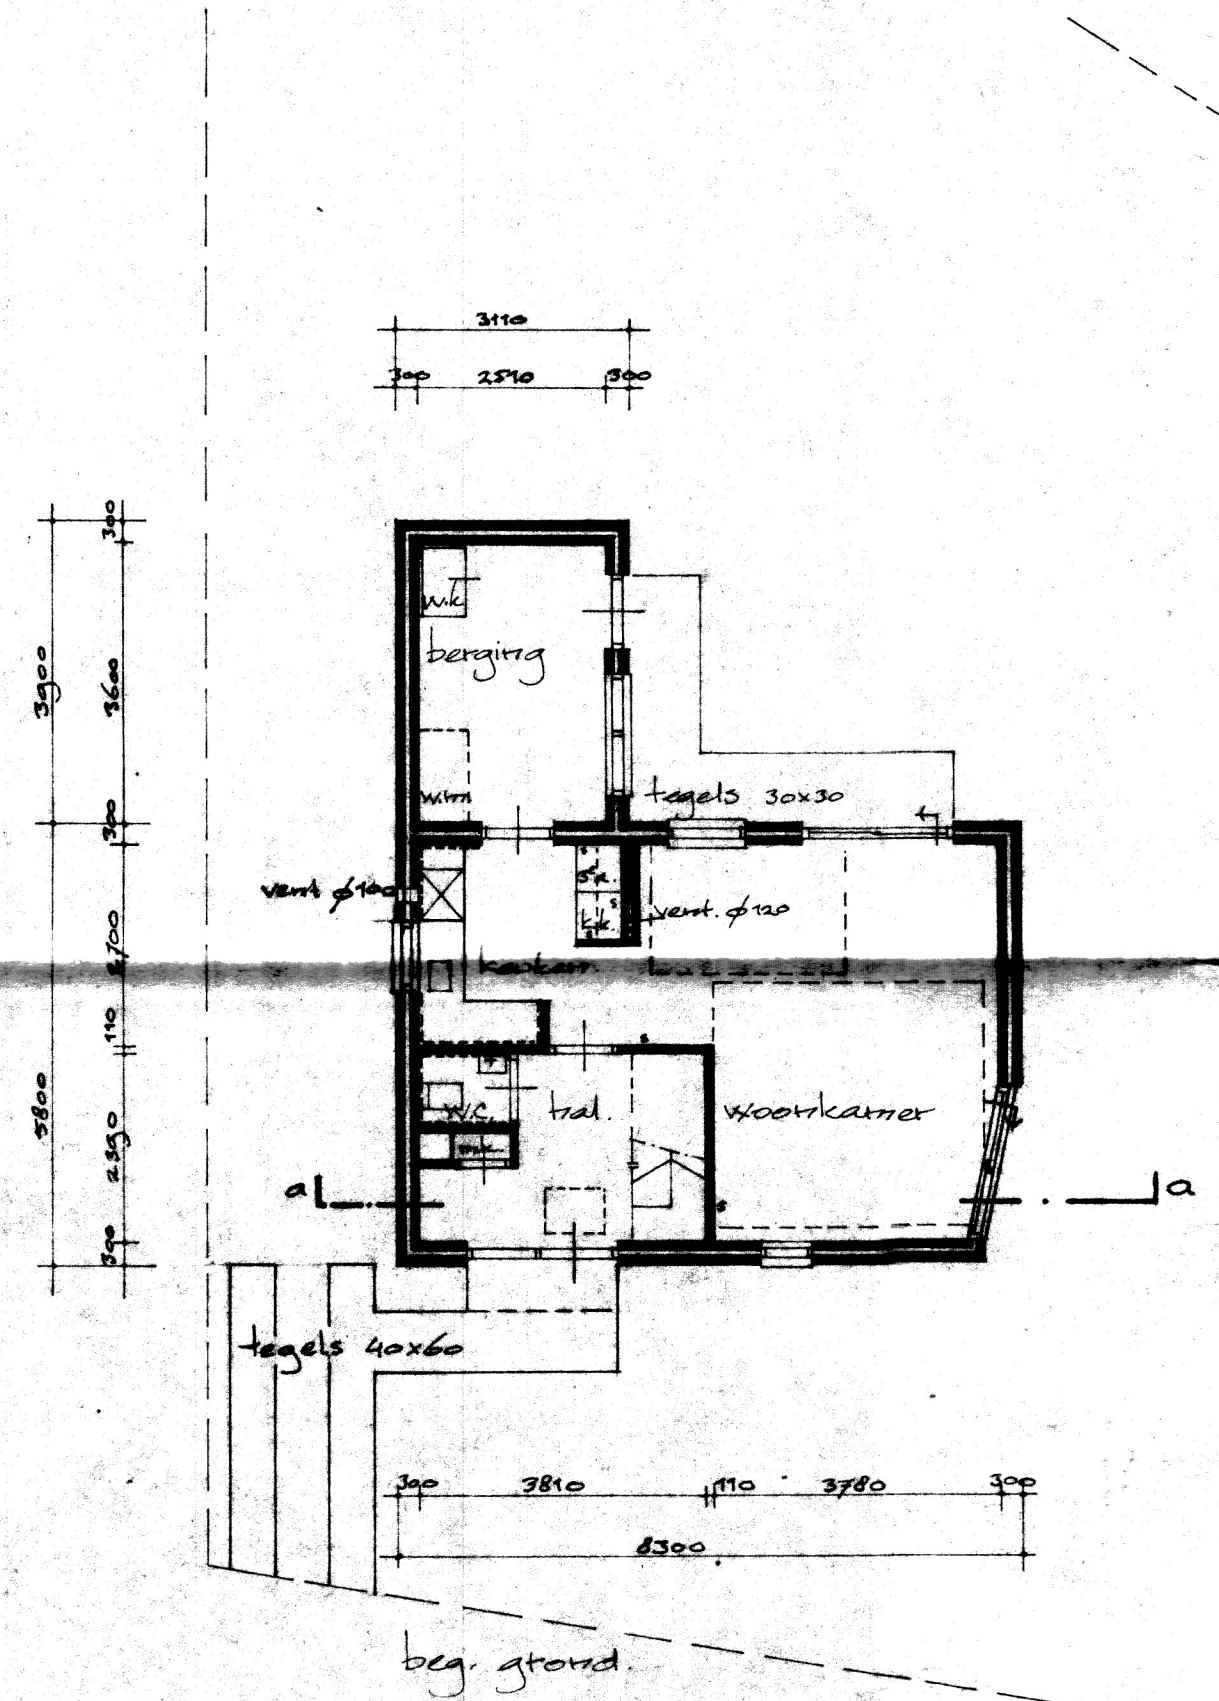 3110
300 2510 300
300
3900
3600
300
2700
110
5800
2390
300
w.k
berging
w.m
tegels 30x30
vent ø100
s
s
k.k.
s
vent. ø120
keuken.
s
w.c.
hal.
woonkamer
m.k.
a
a
s
tegels 40x60
300 3810 110 3780 300
8300
beg. grond.